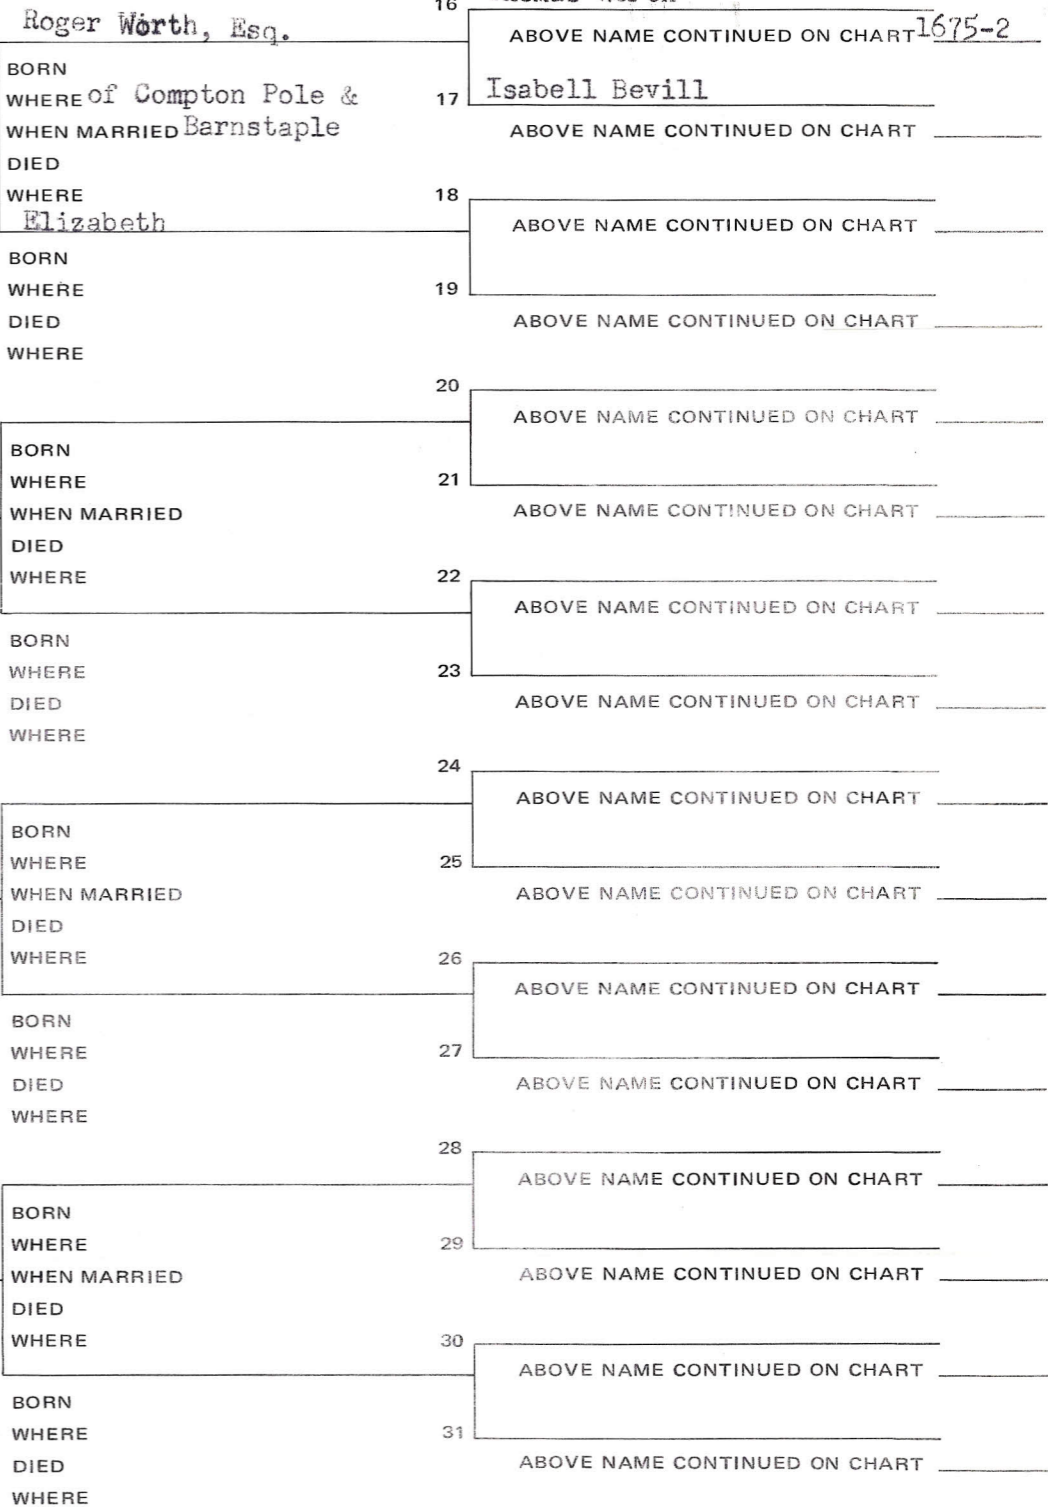 16
Roger Worth, Esq.
ABOVE NAME CONTINUED ON CHART 1675-2
BORN
WHERE of Compton Pole &
17 Isabell Bevill
WHEN MARRIED Barnstaple
ABOVE NAME CONTINUED ON CHART
DIED
WHERE
18
Elizabeth
ABOVE NAME CONTINUED ON CHART
BORN
WHERE
19
DIED
ABOVE NAME CONTINUED ON CHART
WHERE
20
ABOVE NAME CONTINUED ON CHART
BORN
WHERE
21
WHEN MARRIED
ABOVE NAME CONTINUED ON CHART
DIED
WHERE
22
ABOVE NAME CONTINUED ON CHART
BORN
WHERE
23
DIED
ABOVE NAME CONTINUED ON CHART
WHERE
24
ABOVE NAME CONTINUED ON CHART
BORN
WHERE
25
WHEN MARRIED
ABOVE NAME CONTINUED ON CHART
DIED
WHERE
26
ABOVE NAME CONTINUED ON CHART
BORN
WHERE
27
DIED
ABOVE NAME CONTINUED ON CHART
WHERE
28
ABOVE NAME CONTINUED ON CHART
BORN
WHERE
29
WHEN MARRIED
ABOVE NAME CONTINUED ON CHART
DIED
WHERE
30
ABOVE NAME CONTINUED ON CHART
BORN
WHERE
31
DIED
ABOVE NAME CONTINUED ON CHART
WHERE